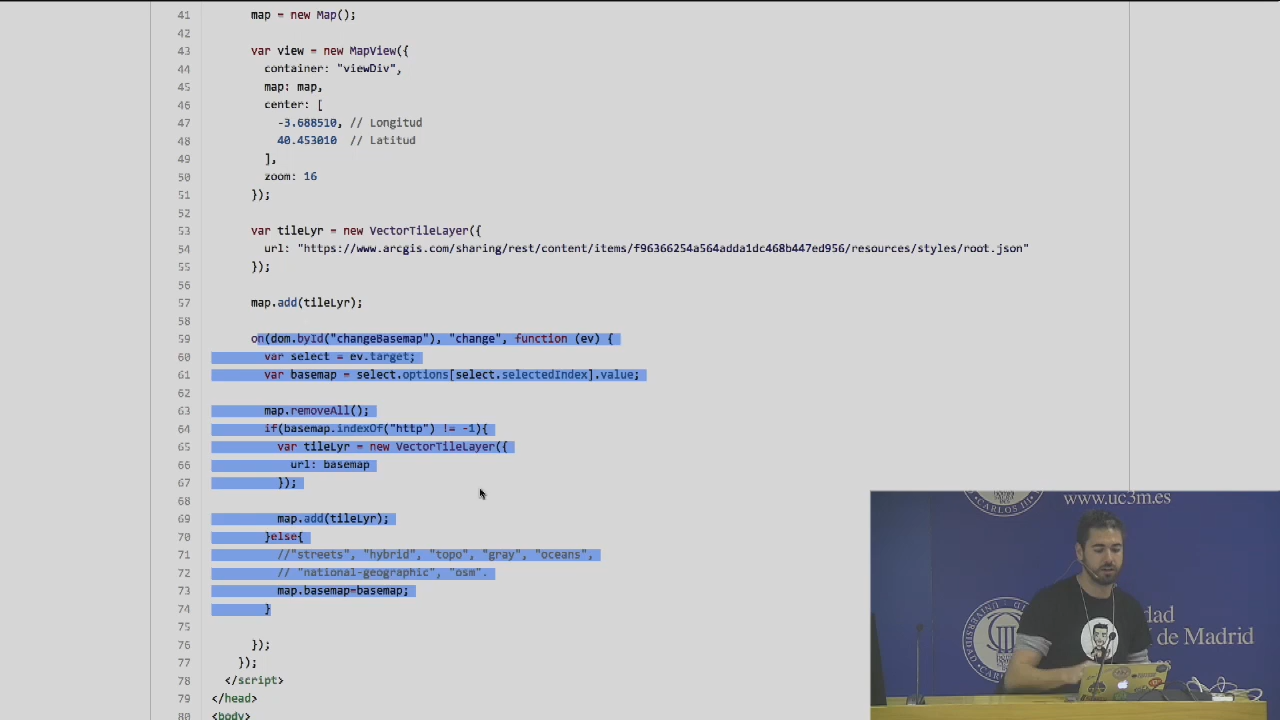 41 map = new Map();
42
43 var view = new MapView({
44 container: "viewDiv",
45 map: map,
46 center: [
47 -3.688510, // Longitud
48 40.453010 // Latitud
49 ],
50 zoom: 16
51 });
52
53 var tileLyr = new VectorTileLayer({
54 url: "https://www.arcgis.com/sharing/rest/content/items/f96366254a564adda1dc468b447ed956/resources/styles/root.json"
55 });
56
57 map.add(tileLyr);
58
59 on(dom.byId("changeBasemap"), "change", function (ev) {
60 var select = ev.target;
61 var basemap = select.options[select.selectedIndex].value;
62
63 map.removeAll();
64 if(basemap.indexOf("http") != -1){
65 var tileLyr = new VectorTileLayer({
66 url: basemap
67 });
68
69 map.add(tileLyr);
70 }else{
71 //"streets", "hybrid", "topo", "gray", "oceans",
72 // "national-geographic", "osm".
73 map.basemap=basemap;
74 }
75
76 });
77 });
78 </script>
79 </head>
80 <body>
CARLOS III
www.uc3m.es
dad
de Madrid
es